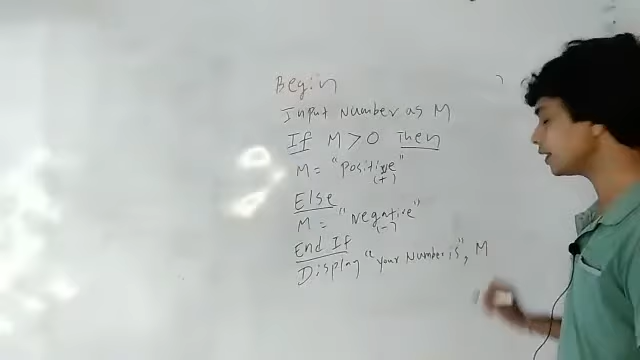 Begin
Input Number as M
If M > 0 Then
M = "Positive"
(+)
Else
M = "Negative"
(-)
End If
Display "your Number is", M